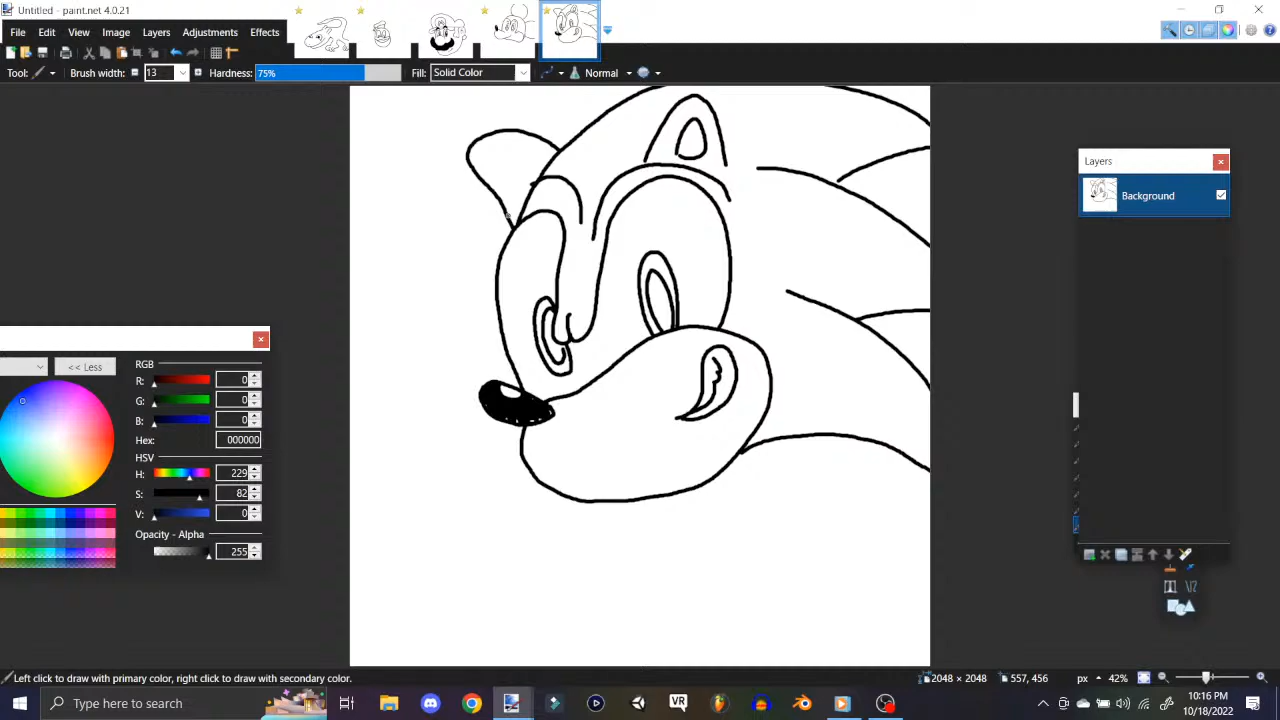 Untitled - paint.net 4.0.21
File Edit View Image Layers Adjustments Effects
Tool: Brush width: 13 Hardness: 75% Fill: Solid Color Normal
Layers
Background
<< Less
RGB
R: 0
G: 0
B: 0
Hex: 000000
HSV
H: 229
S: 82
V: 0
Opacity - Alpha
255
Left click to draw with primary color, right click to draw with secondary color.
2048 × 2048
557, 456
px
42%
Type here to search
VR
10:16 PM
10/18/2022